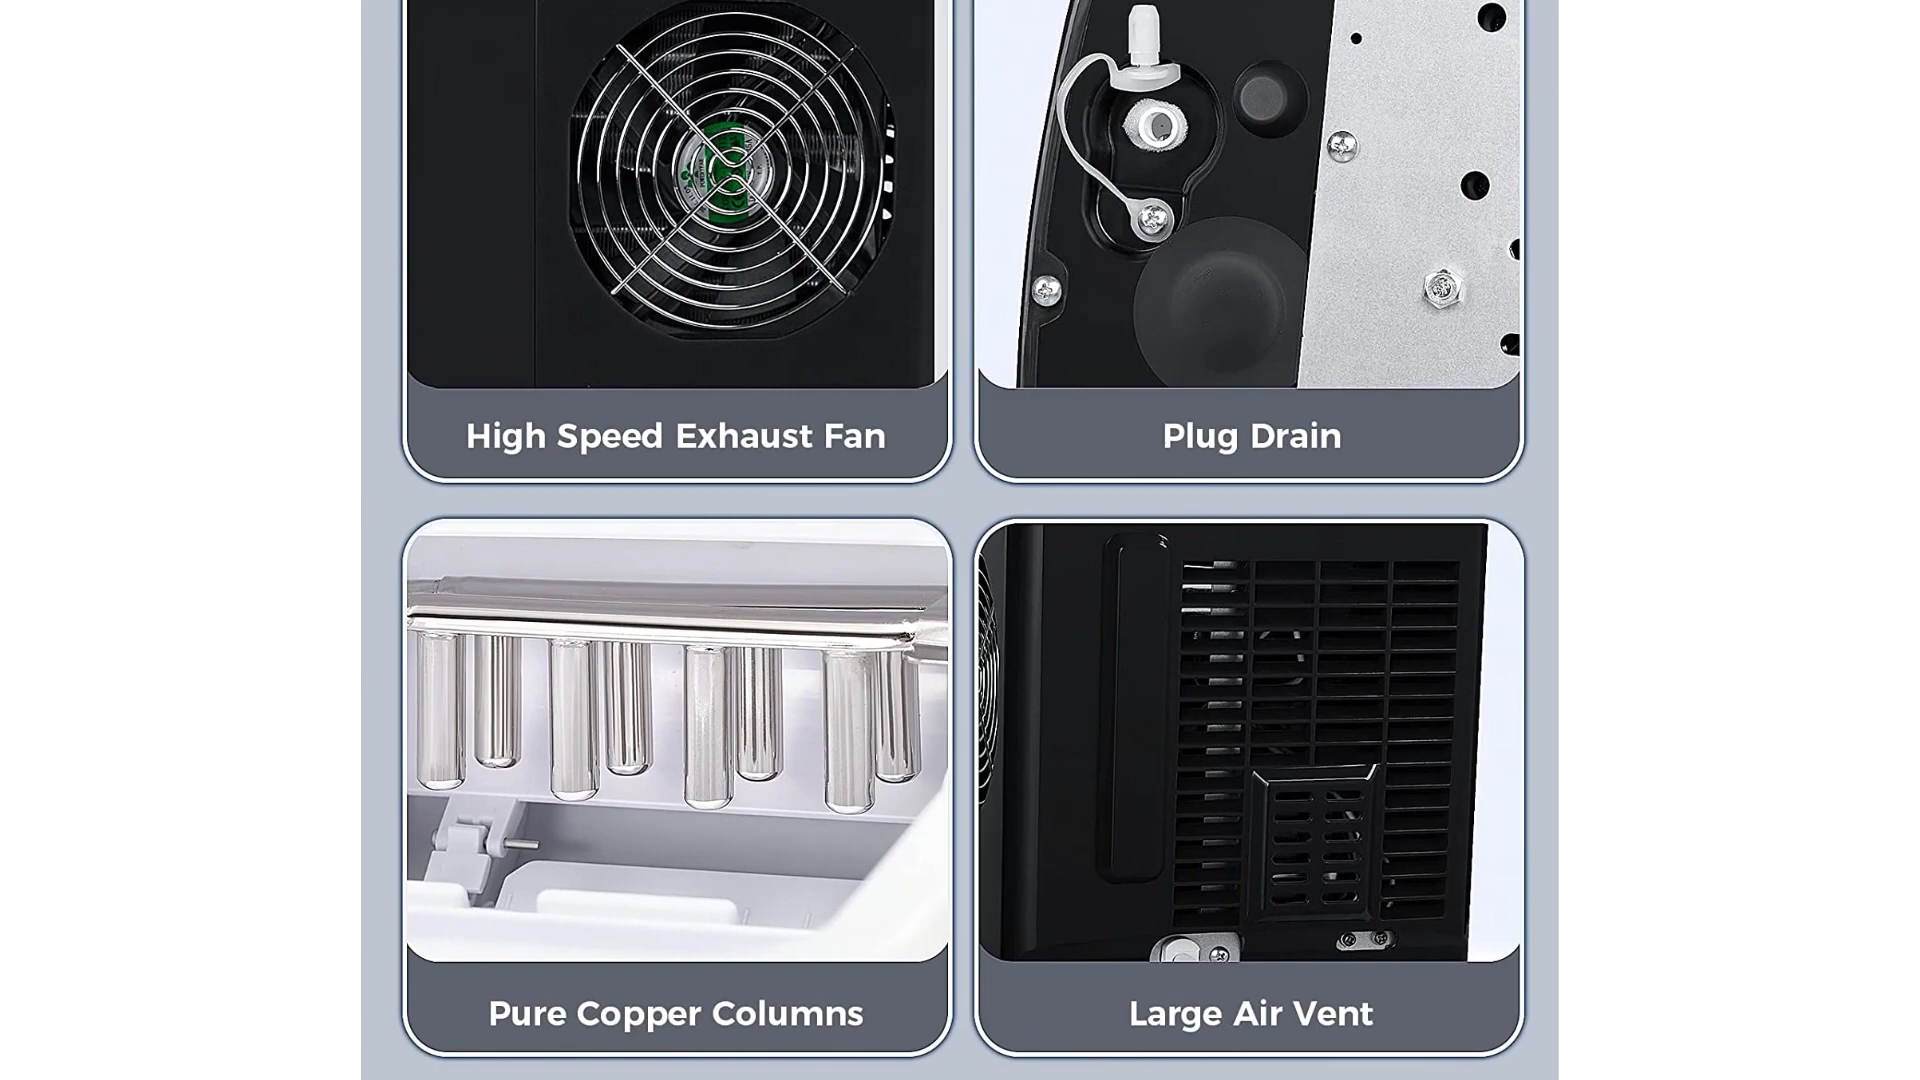 High Speed Exhaust Fan
Plug Drain
Pure Copper Columns
Large Air Vent